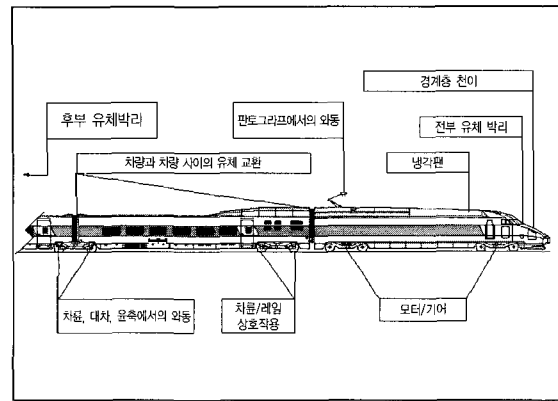 경계층 천이
후부 유체박리
판토그라프에서의 와동
전부 유체 박리
차량과 차량 사이의 유체 교환
냉각팬
차륜, 대차, 윤축에서의 와동
차륜/레일
상호작용
모터/기어